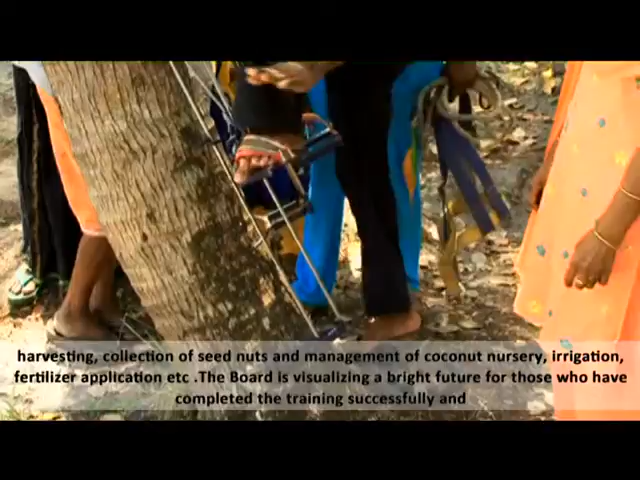 harvesting, collection of seed nuts and management of coconut nursery, irrigation,
fertilizer application etc .The Board is visualizing a bright future for those who have
completed the training successfully and